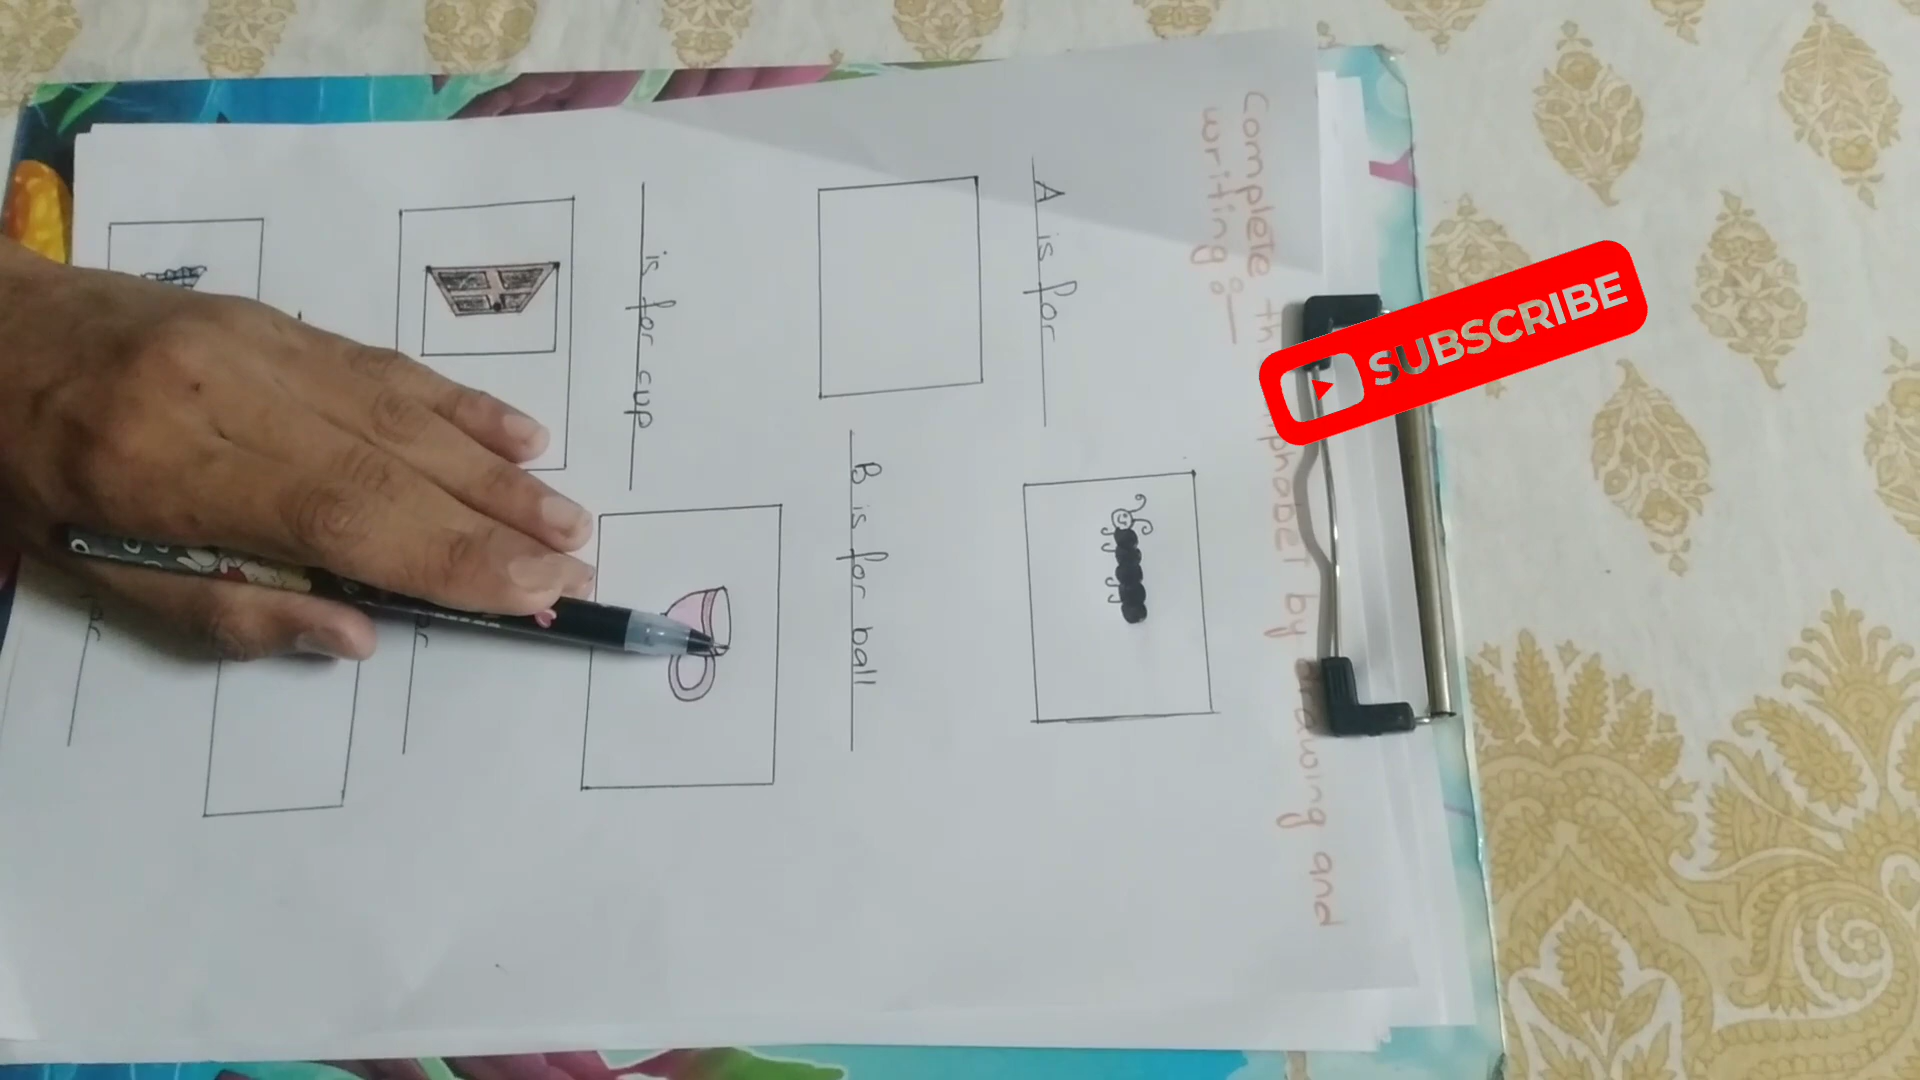 Complete the alphabet by drawing and
writing :-
A is for
B is for ball
is for cup
SUBSCRIBE